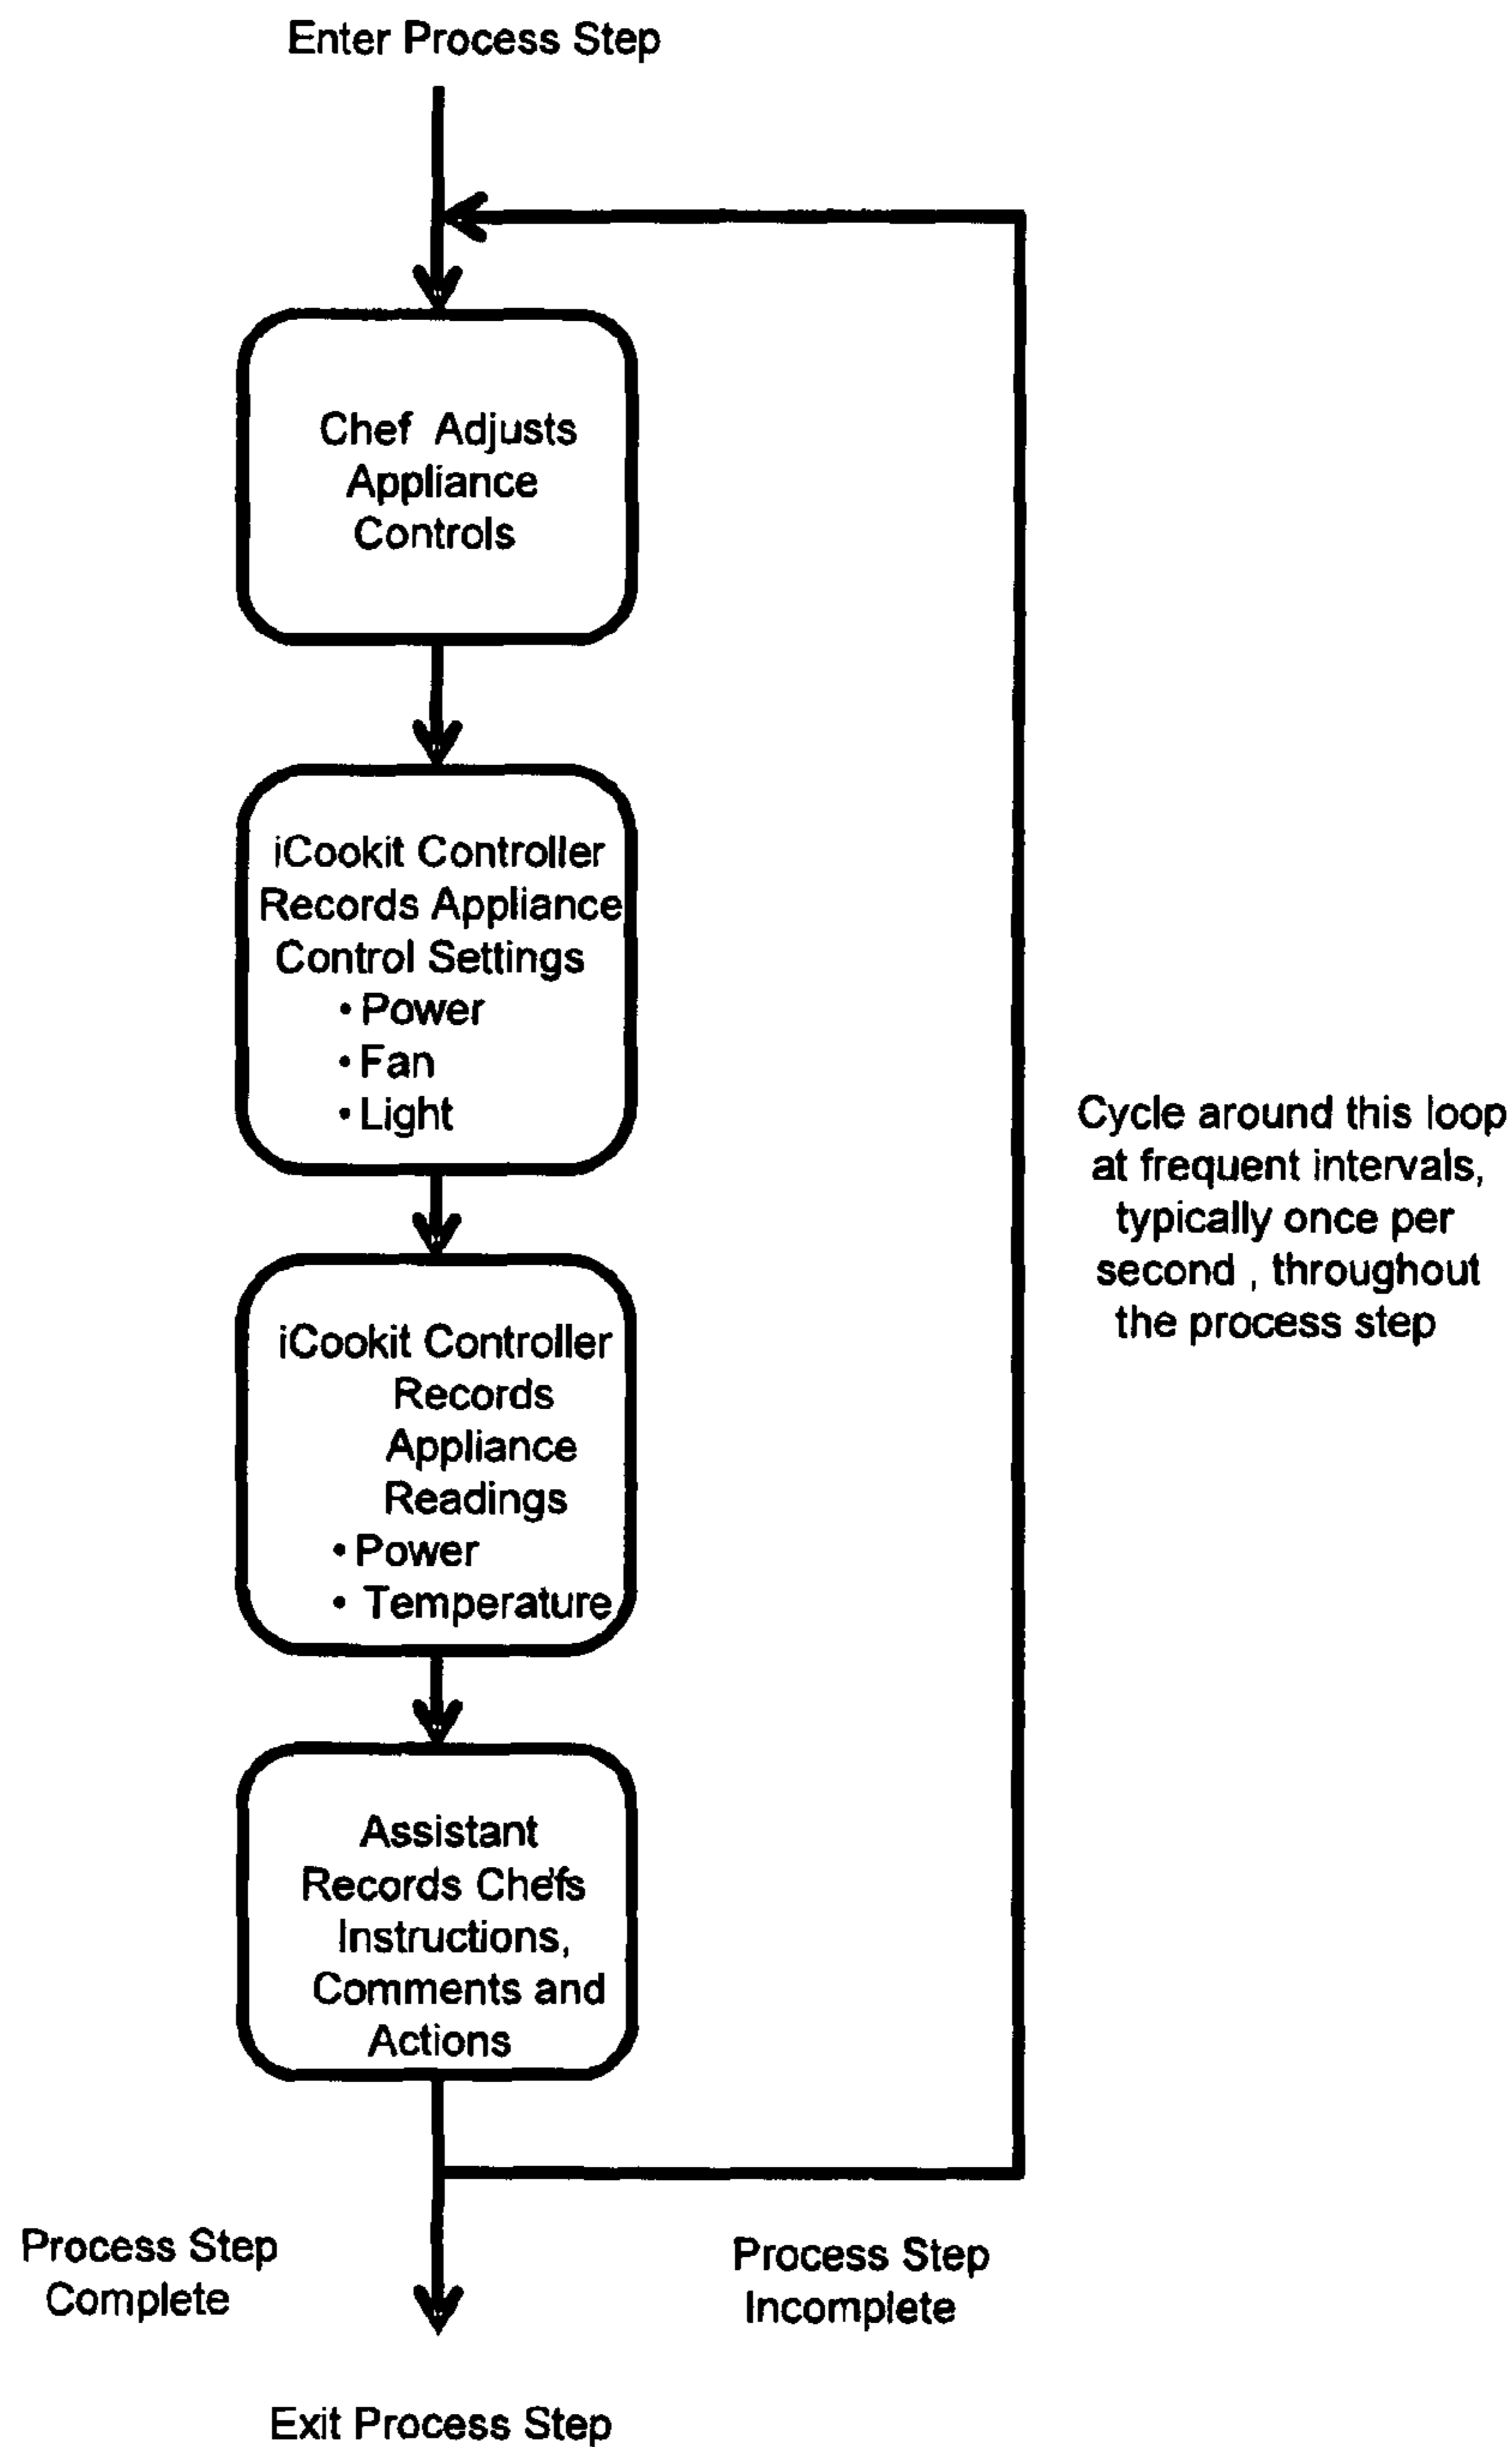 Enter Process Step
Chef Adjusts
Appliance
Controls
iCookit Controller
Records Appliance
Control Settings
• Power
• Fan
• Light
Cycle around this loop
at frequent intervals,
typically once per
second , throughout
the process step
iCookit Controller
Records
Appliance
Readings
• Power
• Temperature
Assistant
Records Chefs
Instructions,
Comments and
Actions
Process Step
Complete
Process Step
Incomplete
Exit Process Step